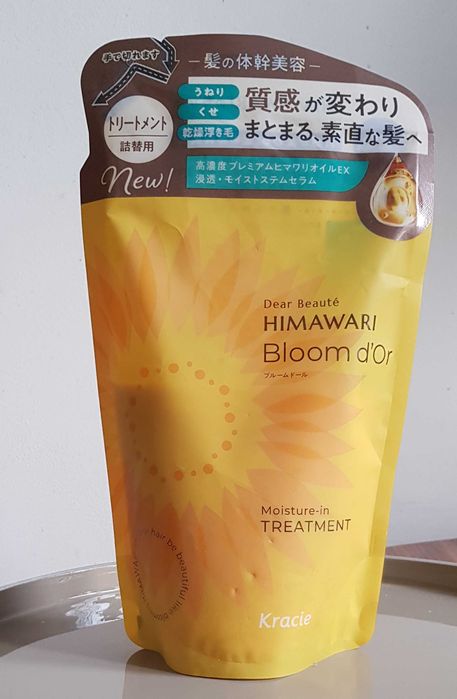 手で切れます
髪の体幹美容
うねり
くせ
乾燥浮き毛
質感が変わり
まとまる、素直な髪へ
トリートメント
詰替用
New!
高濃度プレミアムヒマワリオイルEX
浸透・モイストステムセラム
Dear Beauté
HIMAWARI
Bloom d'Or
ブルームドール
Moisture-in
TREATMENT
hair be beautiful like
Kracie